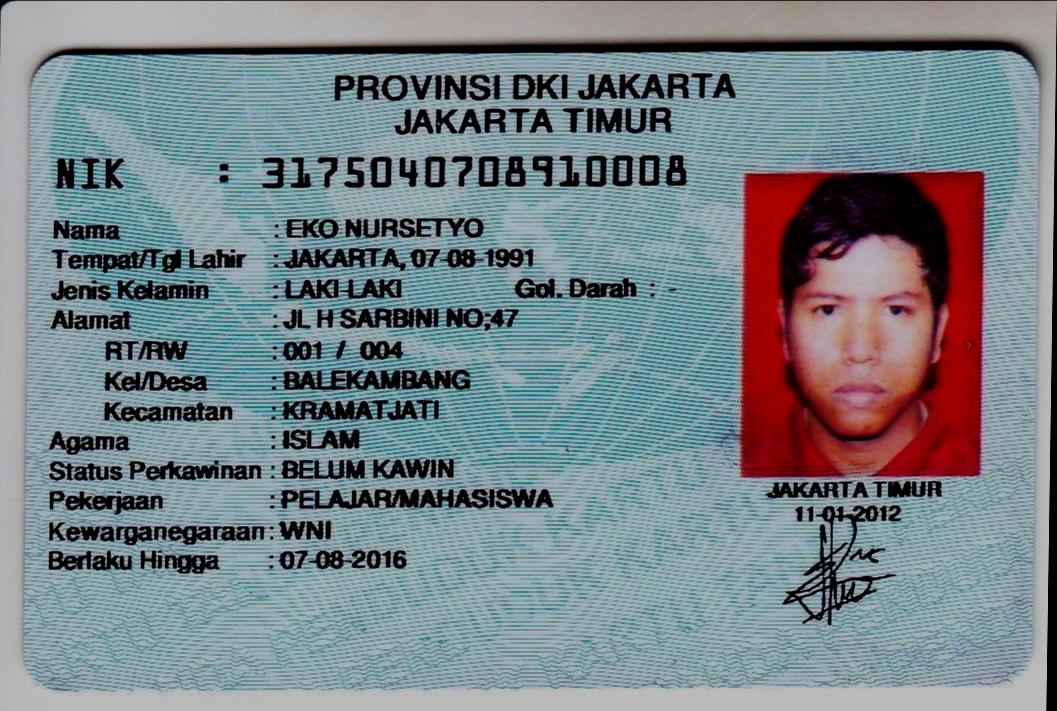 PROVINSI DKI JAKARTA
JAKARTA TIMUR
NIK : 3175040708910008
Nama : EKO NURSETYO
Tempat/Tgl Lahir : JAKARTA, 07-08-1991
Jenis Kelamin : LAKI-LAKI Gol. Darah : -
Alamat : JL H SARBINI NO;47
RT/RW : 001 / 004
Kel/Desa : BALEKAMBANG
Kecamatan : KRAMATJATI
Agama : ISLAM
Status Perkawinan : BELUM KAWIN
Pekerjaan : PELAJAR/MAHASISWA
Kewarganegaraan : WNI
Berlaku Hingga : 07-08-2016
JAKARTA TIMUR
11-01-2012